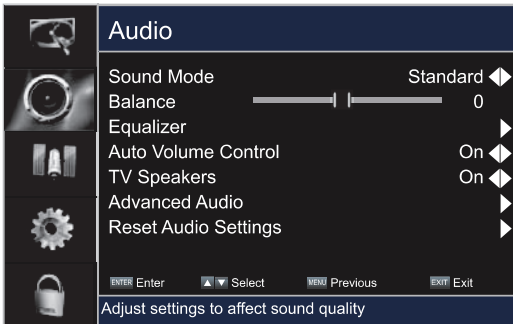 Audio
Sound Mode Standard
Balance 0
Equalizer
Auto Volume Control On
TV Speakers On
Advanced Audio
Reset Audio Settings
ENTER Enter Select MENU Previous EXIT Exit
Adjust settings to affect sound quality